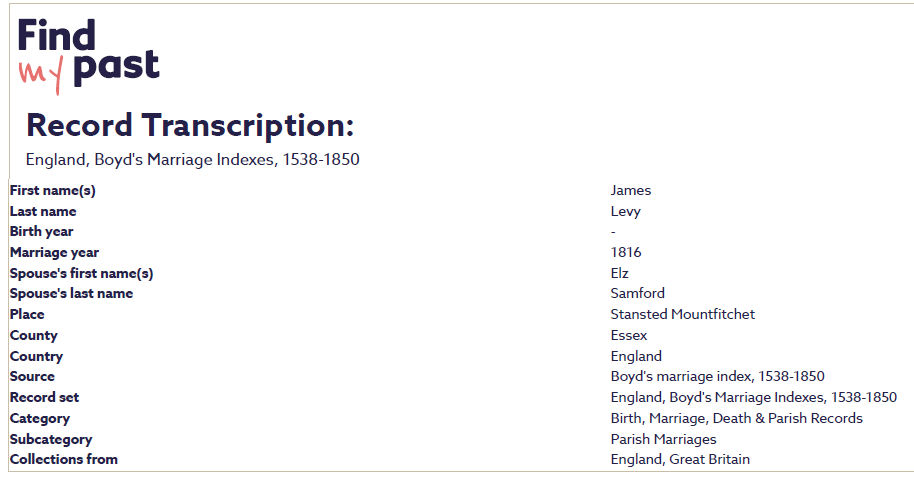 Find
my past
Record Transcription:
England, Boyd's Marriage Indexes, 1538-1850
First name(s) James
Last name Levy
Birth year -
Marriage year 1816
Spouse's first name(s) Elz
Spouse's last name Samford
Place Stansted Mountfitchet
County Essex
Country England
Source Boyd's marriage index, 1538-1850
Record set England, Boyd's Marriage Indexes, 1538-1850
Category Birth, Marriage, Death & Parish Records
Subcategory Parish Marriages
Collections from England, Great Britain